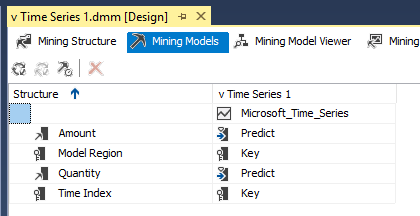 v Time Series 1.dmm [Design]
Mining Structure Mining Models Mining Model Viewer Mining
Structure v Time Series 1
Microsoft_Time_Series
Amount Predict
Model Region Key
Quantity Predict
Time Index Key